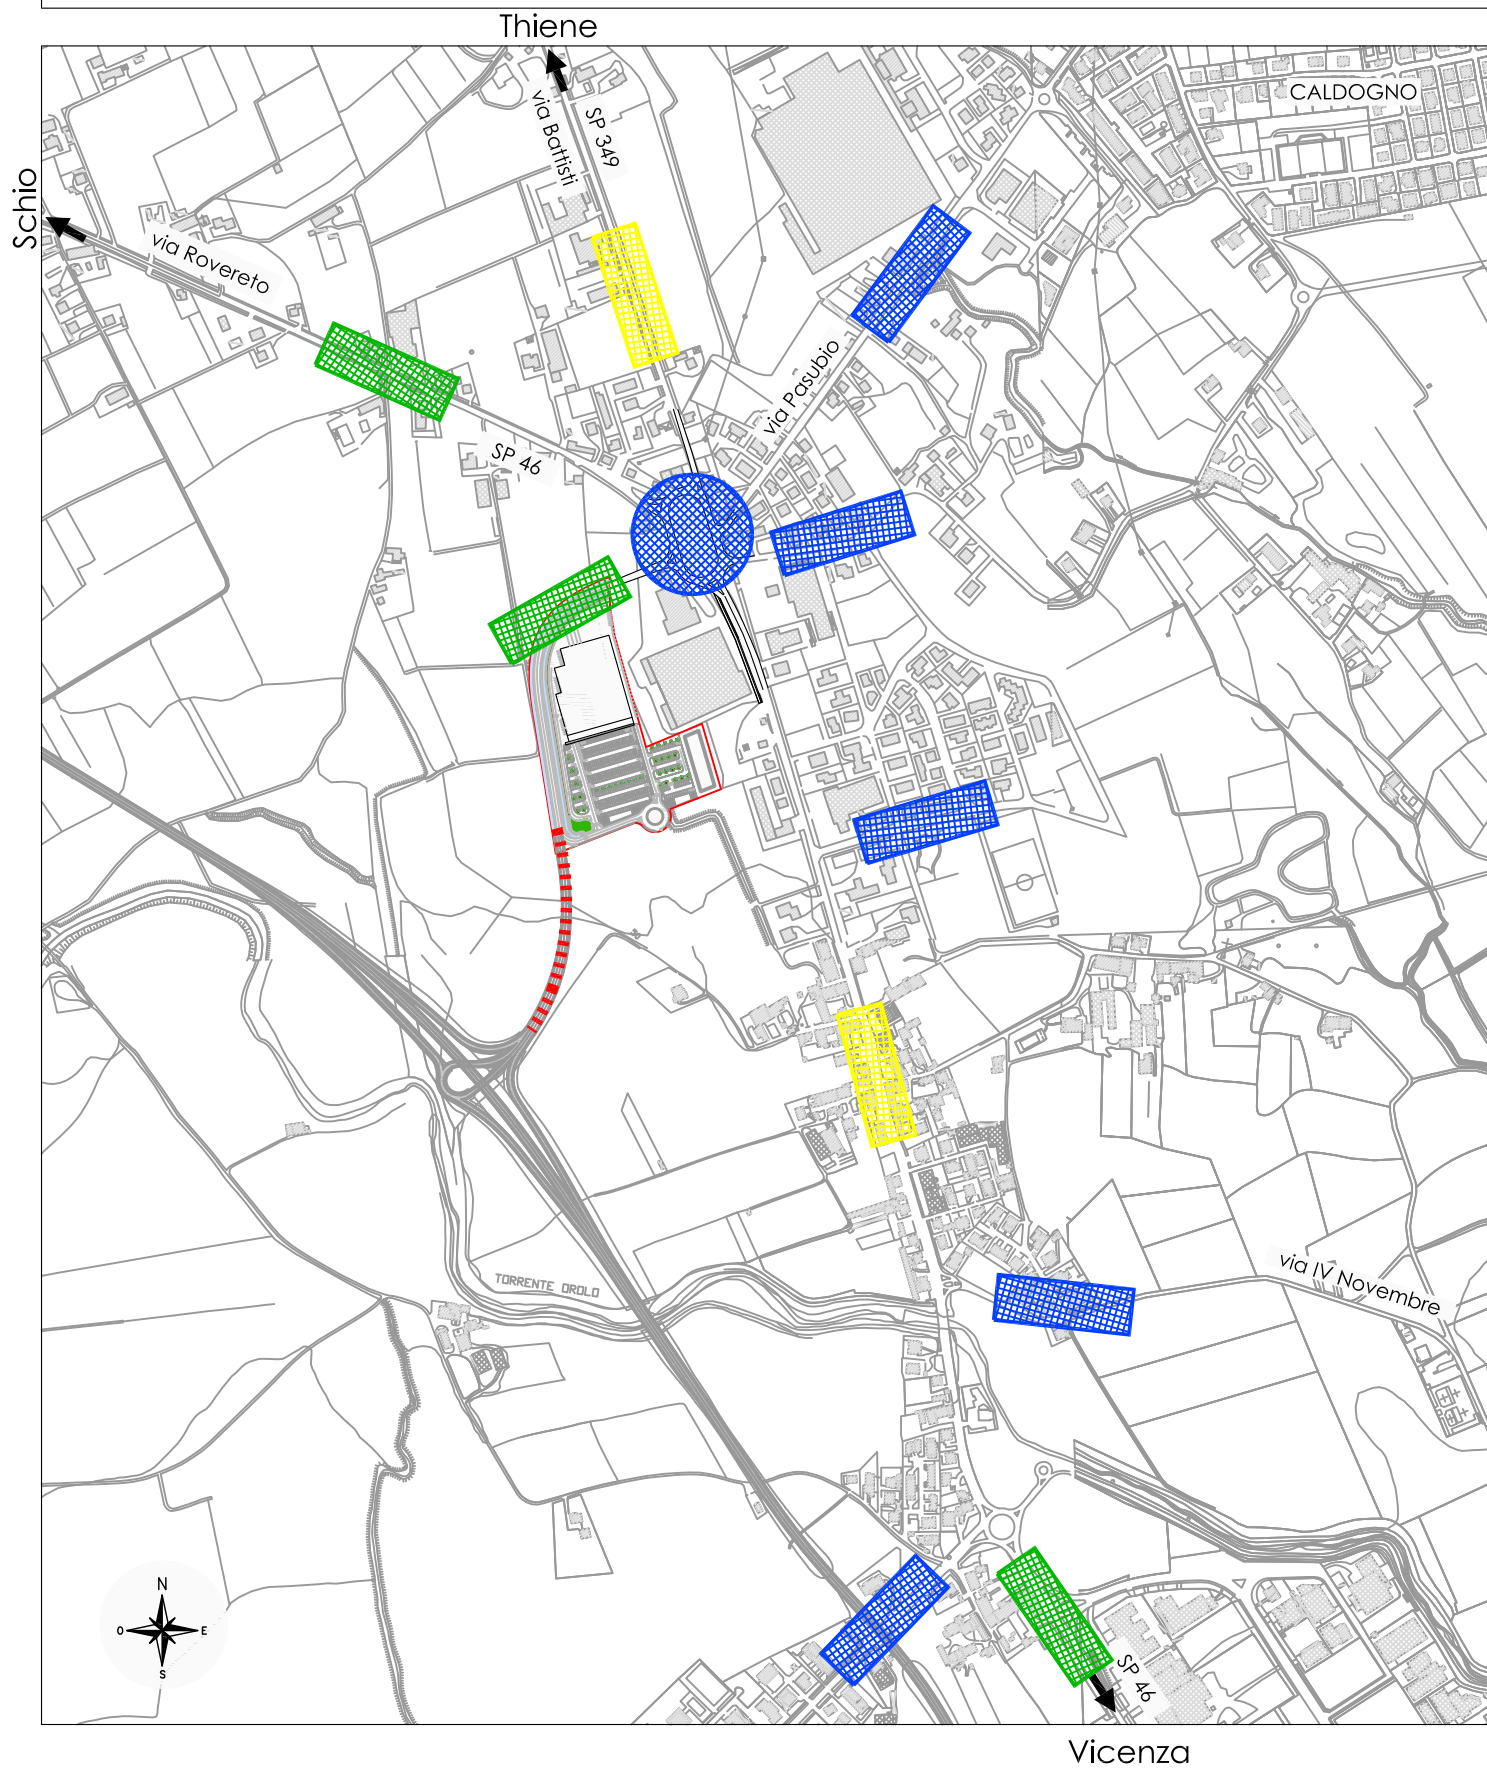 Thiene
CALDOGNO
via Battisti
SP 349
Schio
via Rovereto
via Pasubio
SP 46
TORRENTE OROLO
via IV Novembre
N
O
E
S
SP 46
Vicenza